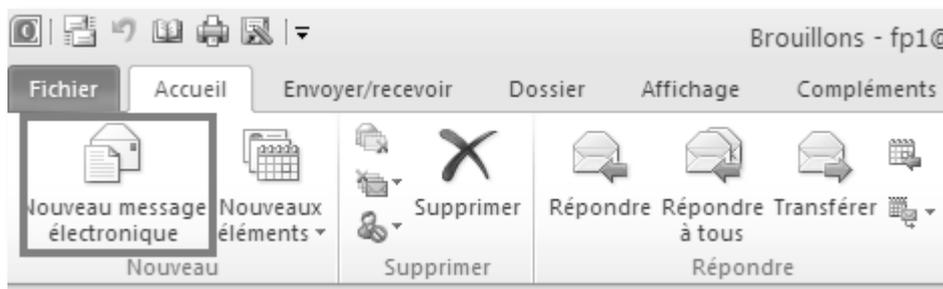 Brouillons - fp1@
Fichier Accueil Envoyer/recevoir Dossier Affichage Compléments
Nouveau message électronique
Nouveaux éléments
Supprimer
Répondre
Répondre à tous
Transférer
Nouveau Supprimer Répondre